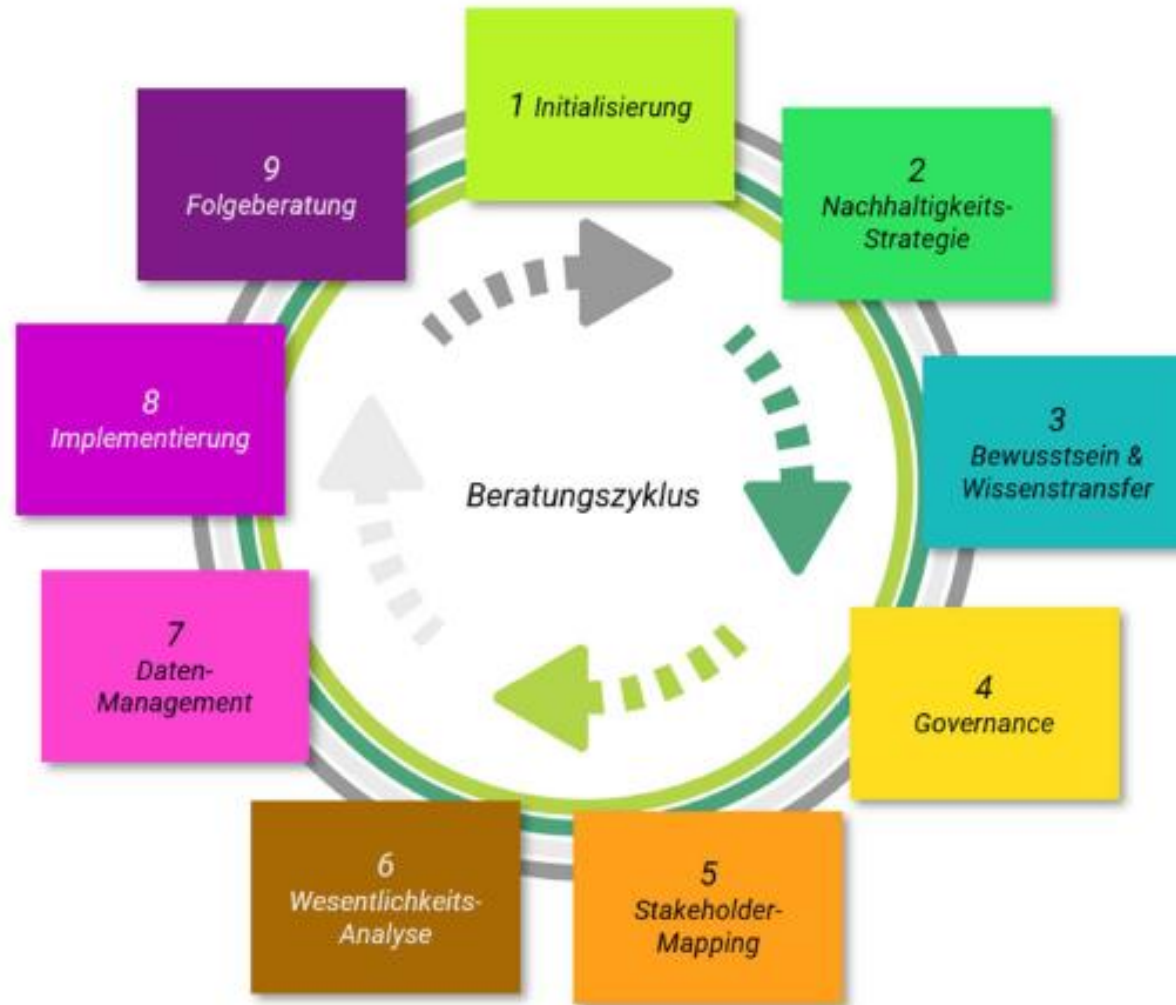 1 Initialisierung
2
Nachhaltigkeits-
Strategie
3
Bewusstsein &
Wissenstransfer
4
Governance
5
Stakeholder-
Mapping
6
Wesentlichkeits-
Analyse
7
Daten-
Management
8
Implementierung
9
Folgeberatung
Beratungszyklus